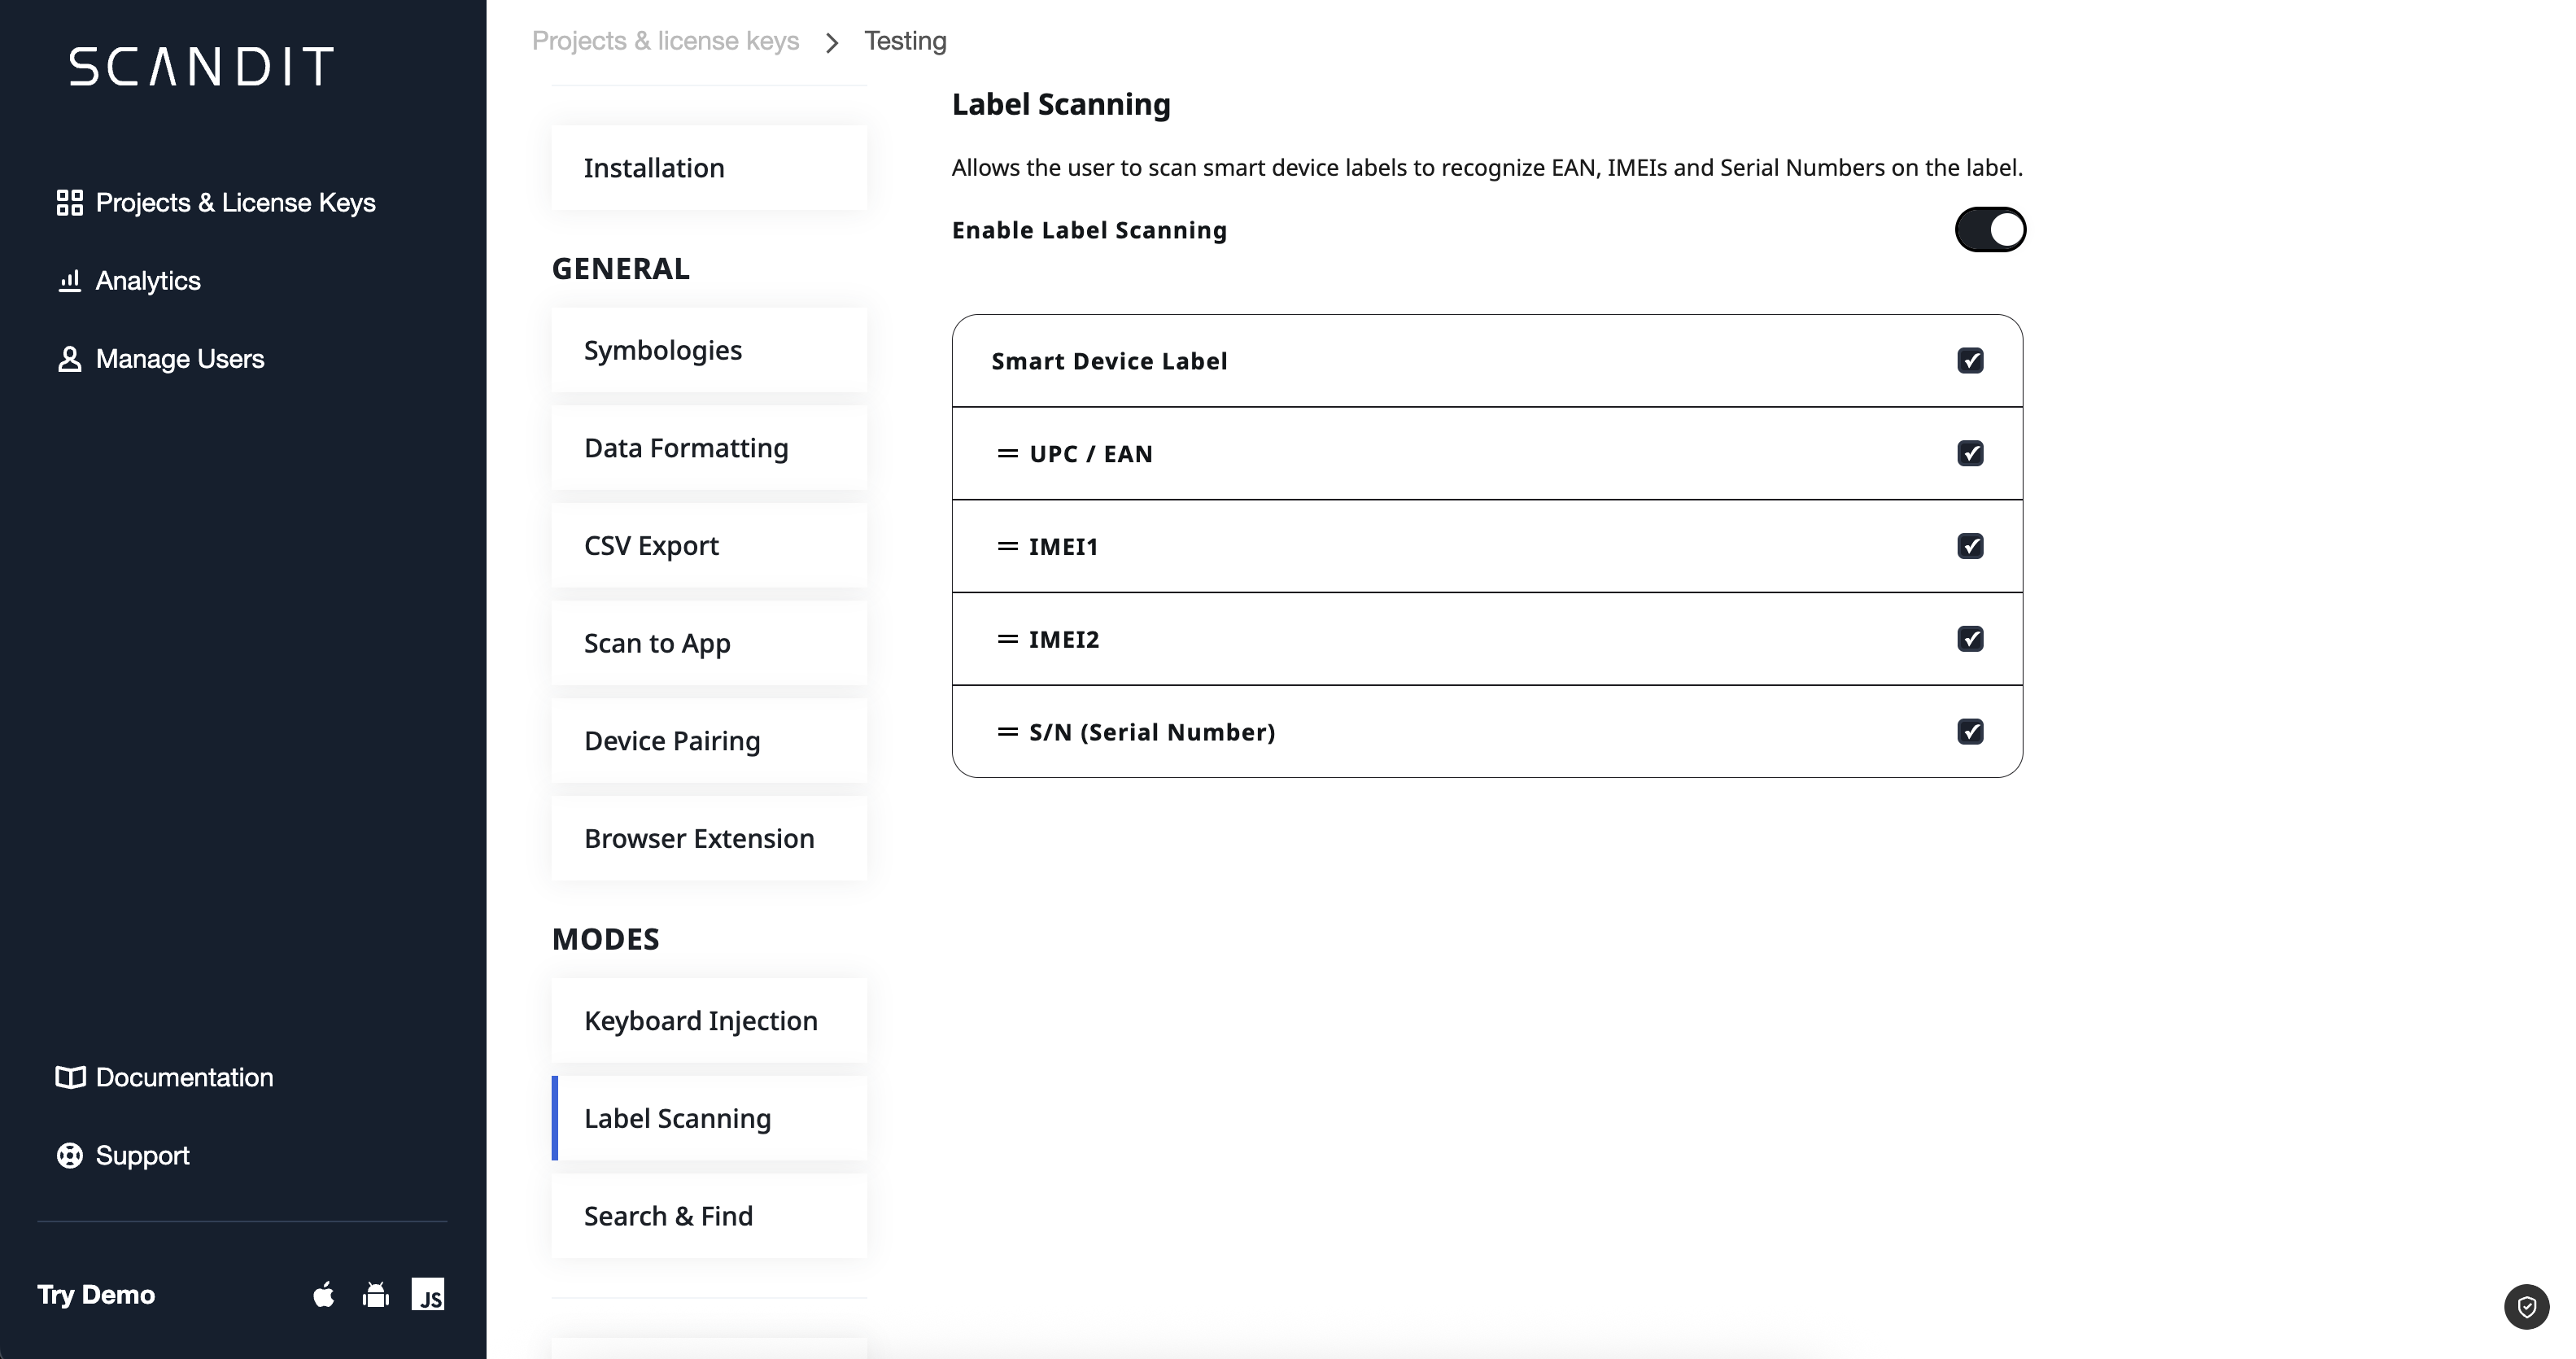 SCANDIT
Projects & License Keys
Analytics
Manage Users
Documentation
Support
Try Demo
JS
Projects & license keys > Testing
Installation
GENERAL
Symbologies
Data Formatting
CSV Export
Scan to App
Device Pairing
Browser Extension
MODES
Keyboard Injection
Label Scanning
Search & Find
Label Scanning
Allows the user to scan smart device labels to recognize EAN, IMEIs and Serial Numbers on the label.
Enable Label Scanning
Smart Device Label
UPC / EAN
IMEI1
IMEI2
S/N (Serial Number)